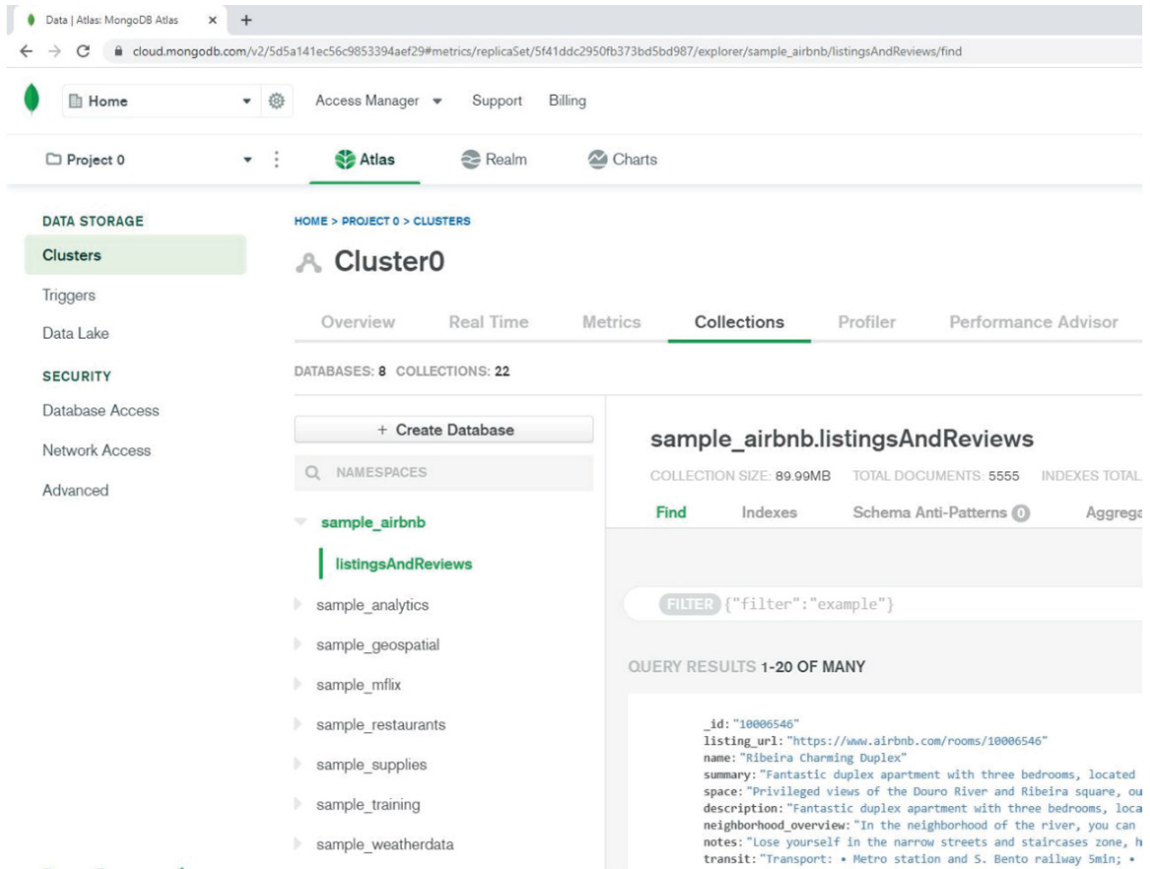 Data | Atlas: MongoDB Atlas × +
cloud.mongodb.com/v2/5d5a141ec56c9853394aef29#metrics/replicaSet/5f41ddc2950fb373bd5bd987/explorer/sample_airbnb/listingsAndReviews/find
Home Access Manager Support Billing
Project 0 Atlas Realm Charts
DATA STORAGE
Clusters
Triggers
Data Lake
SECURITY
Database Access
Network Access
Advanced
HOME > PROJECT 0 > CLUSTERS
Cluster0
Overview Real Time Metrics Collections Profiler Performance Advisor
DATABASES: 8 COLLECTIONS: 22
+ Create Database
NAMESPACES
sample_airbnb
listingsAndReviews
sample_analytics
sample_geospatial
sample_mflix
sample_restaurants
sample_supplies
sample_training
sample_weatherdata
sample_airbnb.listingsAndReviews
COLLECTION SIZE: 89.99MB TOTAL DOCUMENTS: 5555 INDEXES TOTAL
Find Indexes Schema Anti-Patterns 0 Aggrega
FILTER {"filter":"example"}
QUERY RESULTS 1-20 OF MANY
_id: "10006546"
listing_url: "https://www.airbnb.com/rooms/10006546"
name: "Ribeira Charming Duplex"
summary: "Fantastic duplex apartment with three bedrooms, located
space: "Privileged views of the Douro River and Ribeira square, ou
description: "Fantastic duplex apartment with three bedrooms, loca
neighborhood_overview: "In the neighborhood of the river, you can
notes: "Lose yourself in the narrow streets and staircases zone, h
transit: "Transport: • Metro station and S. Bento railway 5min; •